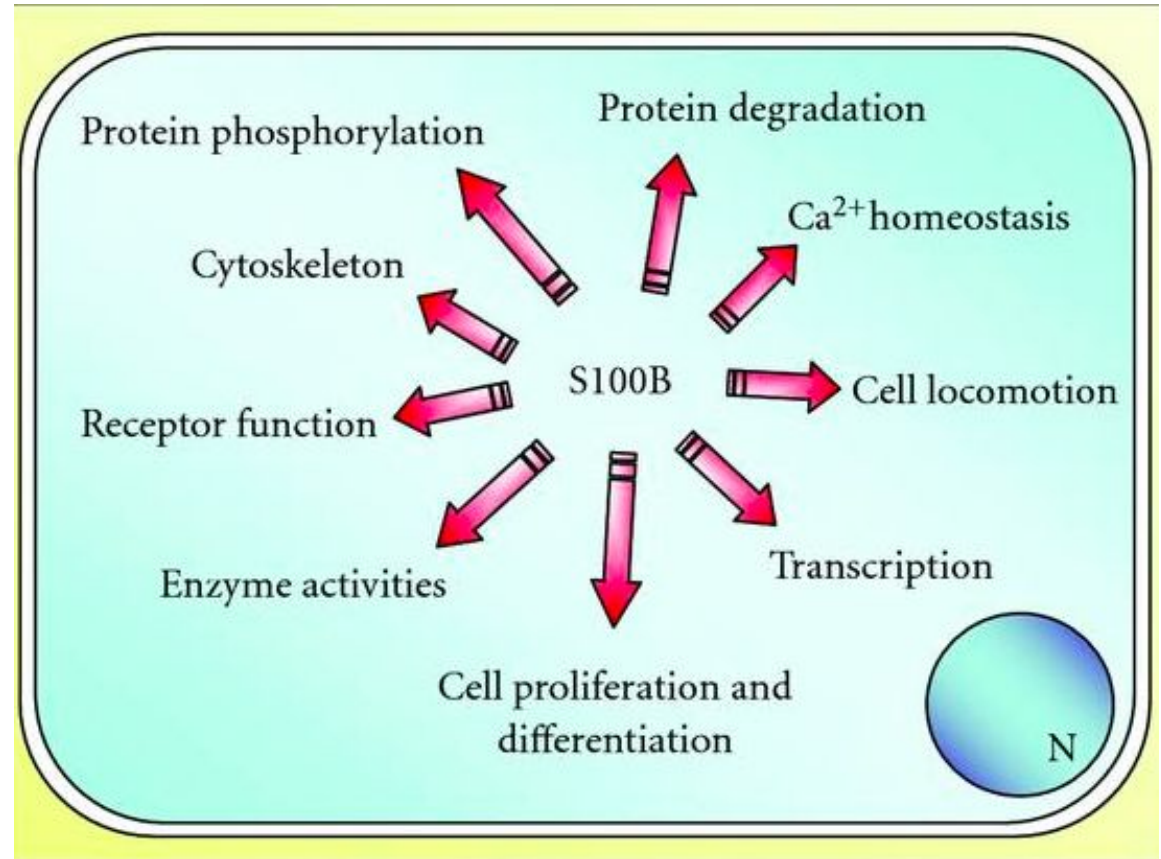 Protein phosphorylation
Protein degradation
Ca²⁺ homeostasis
Cytoskeleton
S100B
Cell locomotion
Receptor function
Enzyme activities
Transcription
Cell proliferation and
differentiation
N